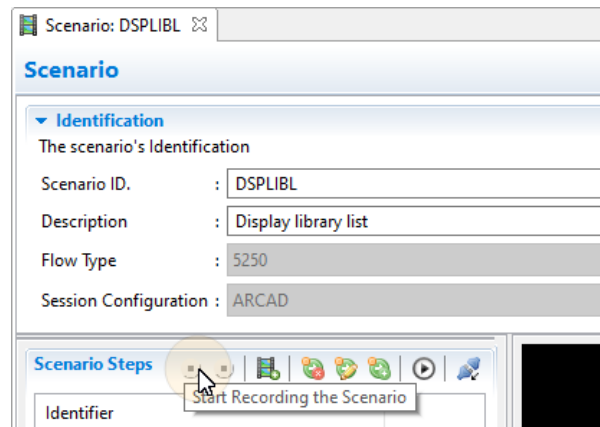 Scenario: DSPLIBL
Scenario
Identification
The scenario's Identification
Scenario ID. : DSPLIBL
Description : Display library list
Flow Type : 5250
Session Configuration : ARCAD
Scenario Steps
Start Recording the Scenario
Identifier